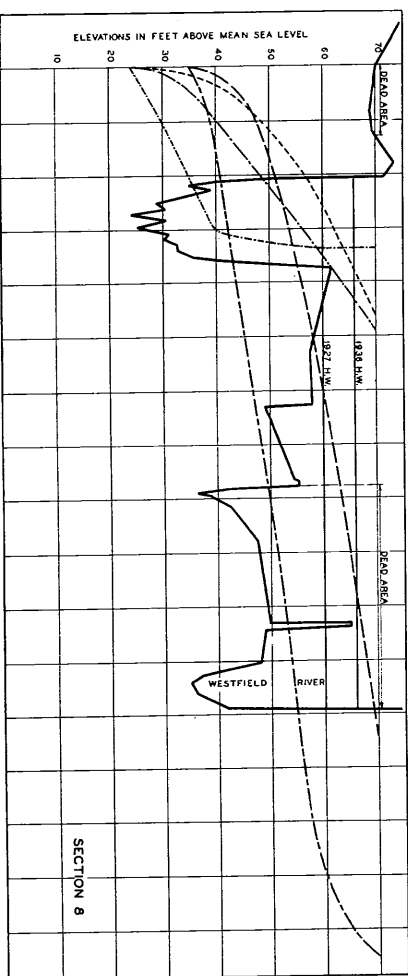 ELEVATIONS IN FEET ABOVE MEAN SEA LEVEL
70
60
50
40
30
20
10
DEAD AREA
1936 H.W.
1927 H.W.
DEAD AREA
WESTFIELD RIVER
SECTION 8